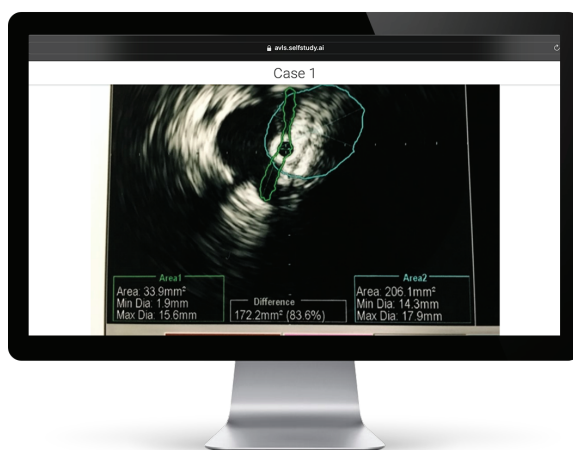 avls.selfstudy.ai
Case 1
Area1
Area: 33.9mm²
Min Dia: 1.9mm
Max Dia: 15.6mm
Difference
172.2mm² (83.6%)
Area2
Area: 206.1mm²
Min Dia: 14.3mm
Max Dia: 17.9mm